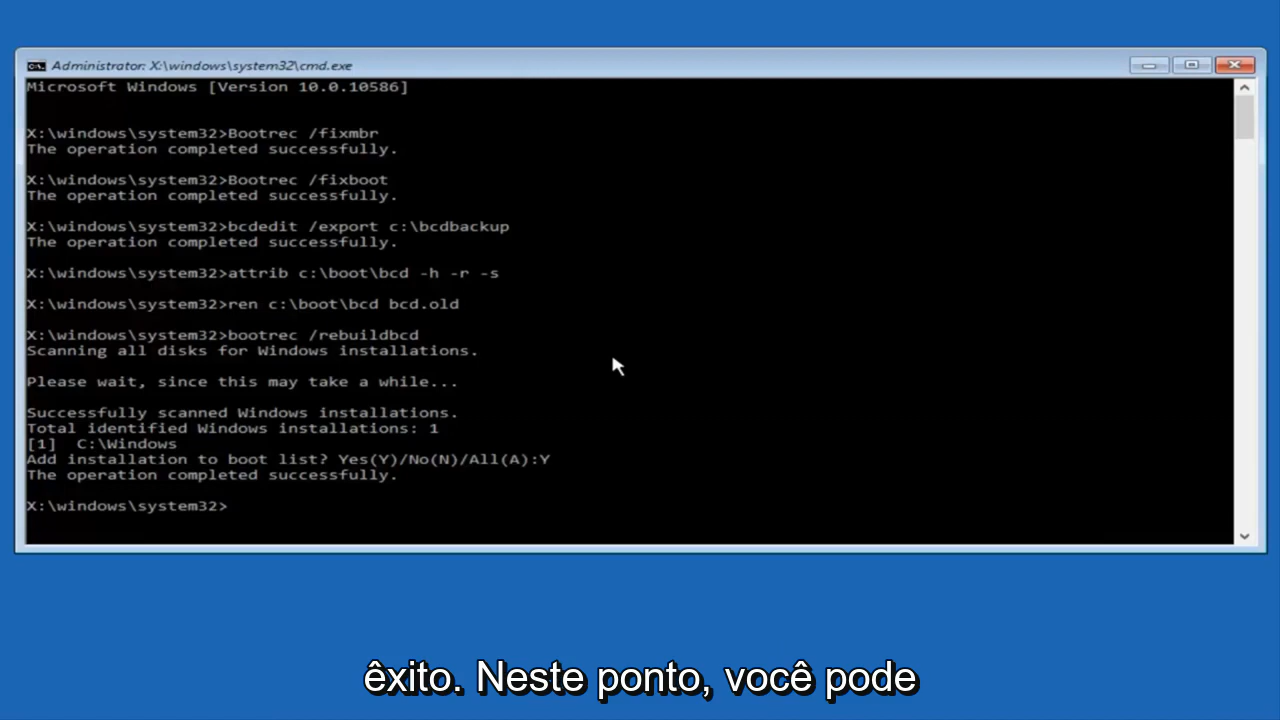 Administrator: X:\windows\system32\cmd.exe
Microsoft Windows [Version 10.0.10586]
X:\windows\system32>Bootrec /fixmbr
The operation completed successfully.
X:\windows\system32>Bootrec /fixboot
The operation completed successfully.
X:\windows\system32>bcdedit /export c:\bcdbackup
The operation completed successfully.
X:\windows\system32>attrib c:\boot\bcd -h -r -s
X:\windows\system32>ren c:\boot\bcd bcd.old
X:\windows\system32>bootrec /rebuildbcd
Scanning all disks for Windows installations.
Please wait, since this may take a while...
Successfully scanned Windows installations.
Total identified Windows installations: 1
[1]  C:\Windows
Add installation to boot list? Yes(Y)/No(N)/All(A):Y
The operation completed successfully.
X:\windows\system32>
êxito. Neste ponto, você pode